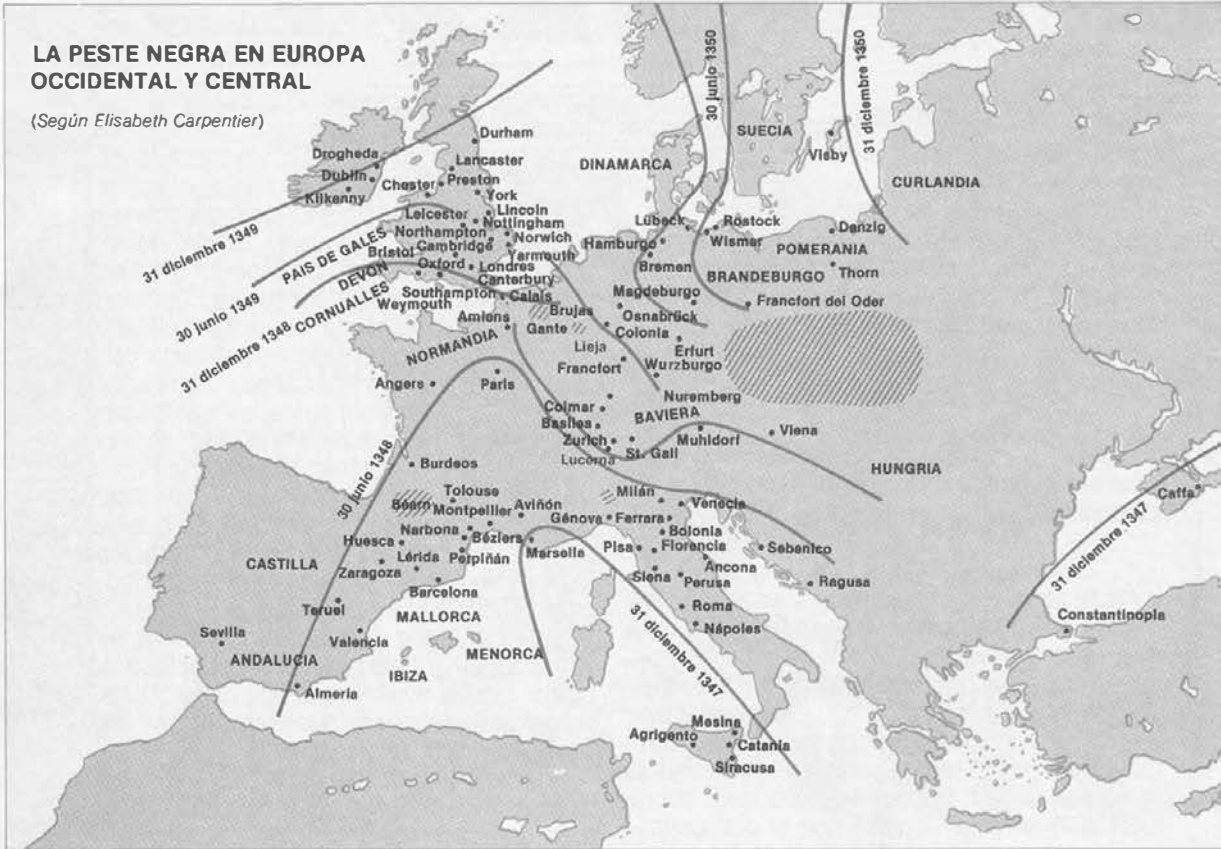 LA PESTE NEGRA EN EUROPA
OCCIDENTAL Y CENTRAL
(Según Elisabeth Carpentier)
30 junio 1350
31 diciembre 1350
SUECIA
Visby
DINAMARCA
CURLANDIA
Durham
Drogheda
Lancaster
Dublin
Chester
Preston
Kilkenny
York
Lincoln
Leicester
Nottingham
Northampton
Norwich
Cambridge
Yarmouth
Bristol
Oxford
Londres
Canterbury
Southampton
Calais
Weymouth
31 diciembre 1349
PAIS DE GALES
DEVON
30 junio 1349
CORNUALLES
31 diciembre 1348
Lübeck
Röstock
Wismar
Danzig
Hamburgo
POMERANIA
Bremen
BRANDEBURGO
Thorn
Magdeburgo
Francfort del Oder
Osnabrück
Brujas
Amiens
Gante
Colonia
NORMANDIA
Lieja
Erfurt
Francfort
Wurzburgo
Angers
Paris
Nuremberg
Colmar
BAVIERA
Basilea
Zurich
Muhldorf
Viena
St. Gall
Lucerna
HUNGRIA
30 junio 1348
Burdeos
Caffa
Tolouse
Milán
Béarn
Montpellier
Aviñón
Venecia
Génova
Ferrara
Narbona
Béziers
Bolonia
Huesca
Marsella
Pisa
Florencia
Sebenico
CASTILLA
Lérida
Perpiñán
Ancona
Zaragoza
Siena
Perusa
Ragusa
Barcelona
31 diciembre 1347
Teruel
MALLORCA
Roma
Constantinopla
Sevilla
Valencia
Nápoles
ANDALUCIA
MENORCA
31 diciembre 1347
IBIZA
Almeria
Mesina
Agrigento
Catania
Siracusa